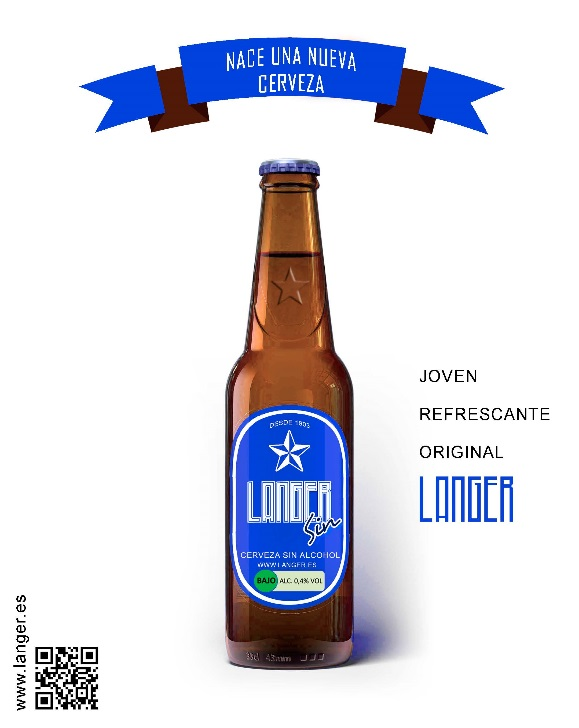 NACE UNA NUEVA
CERVEZA
DESDE 1903
LANGER
Sin
CERVEZA SIN ALCOHOL
WWW.LANGER.ES
BAJO ALC. 0,4% VOL
JOVEN
REFRESCANTE
ORIGINAL
LANGER
www.langer.es